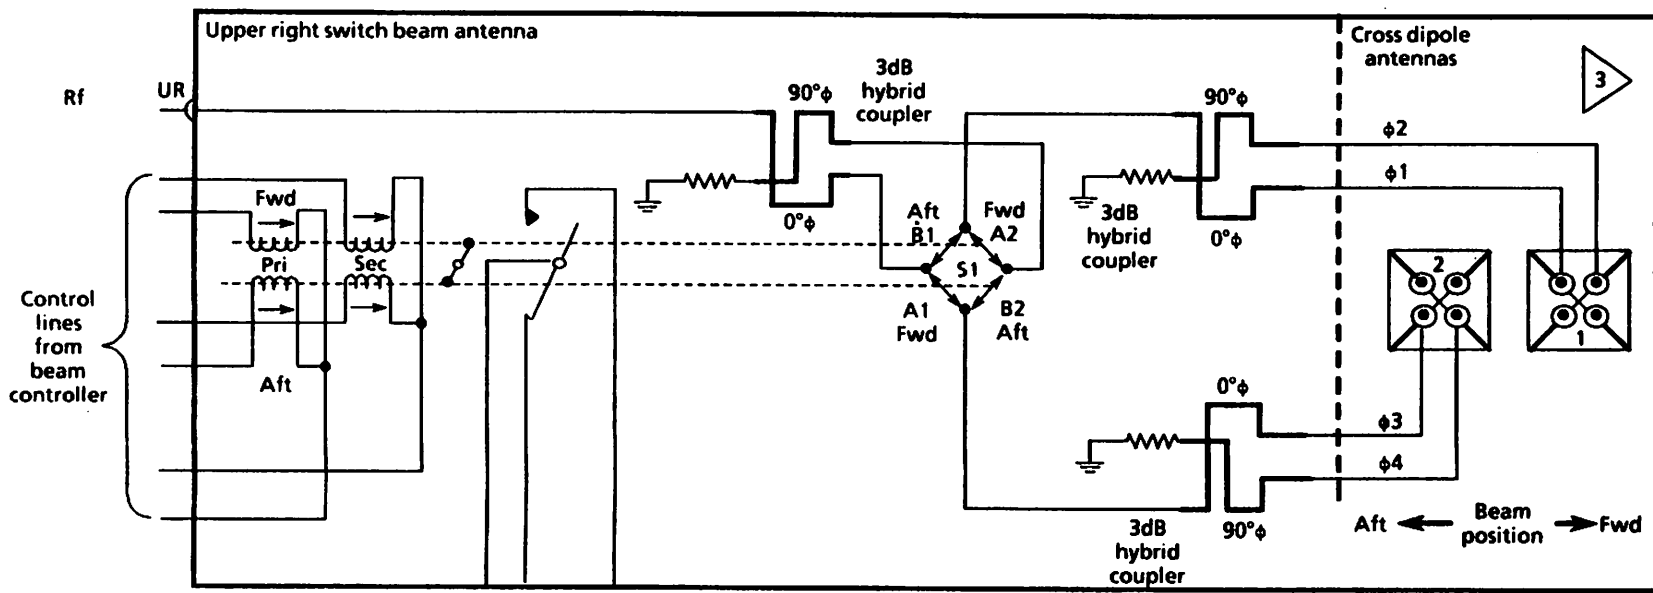 Upper right switch beam antenna
Cross dipole
antennas
3
Rf
UR
90°φ
3dB
hybrid
coupler
0°φ
90°φ
3dB
hybrid
coupler
0°φ
φ2
φ1
Fwd
Pri
Sec
Aft
Control
lines
from
beam
controller
Aft
B1
Fwd
A2
S1
A1
Fwd
B2
Aft
2
1
0°φ
φ3
φ4
3dB
hybrid
coupler
90°φ
Aft
Beam
position
Fwd